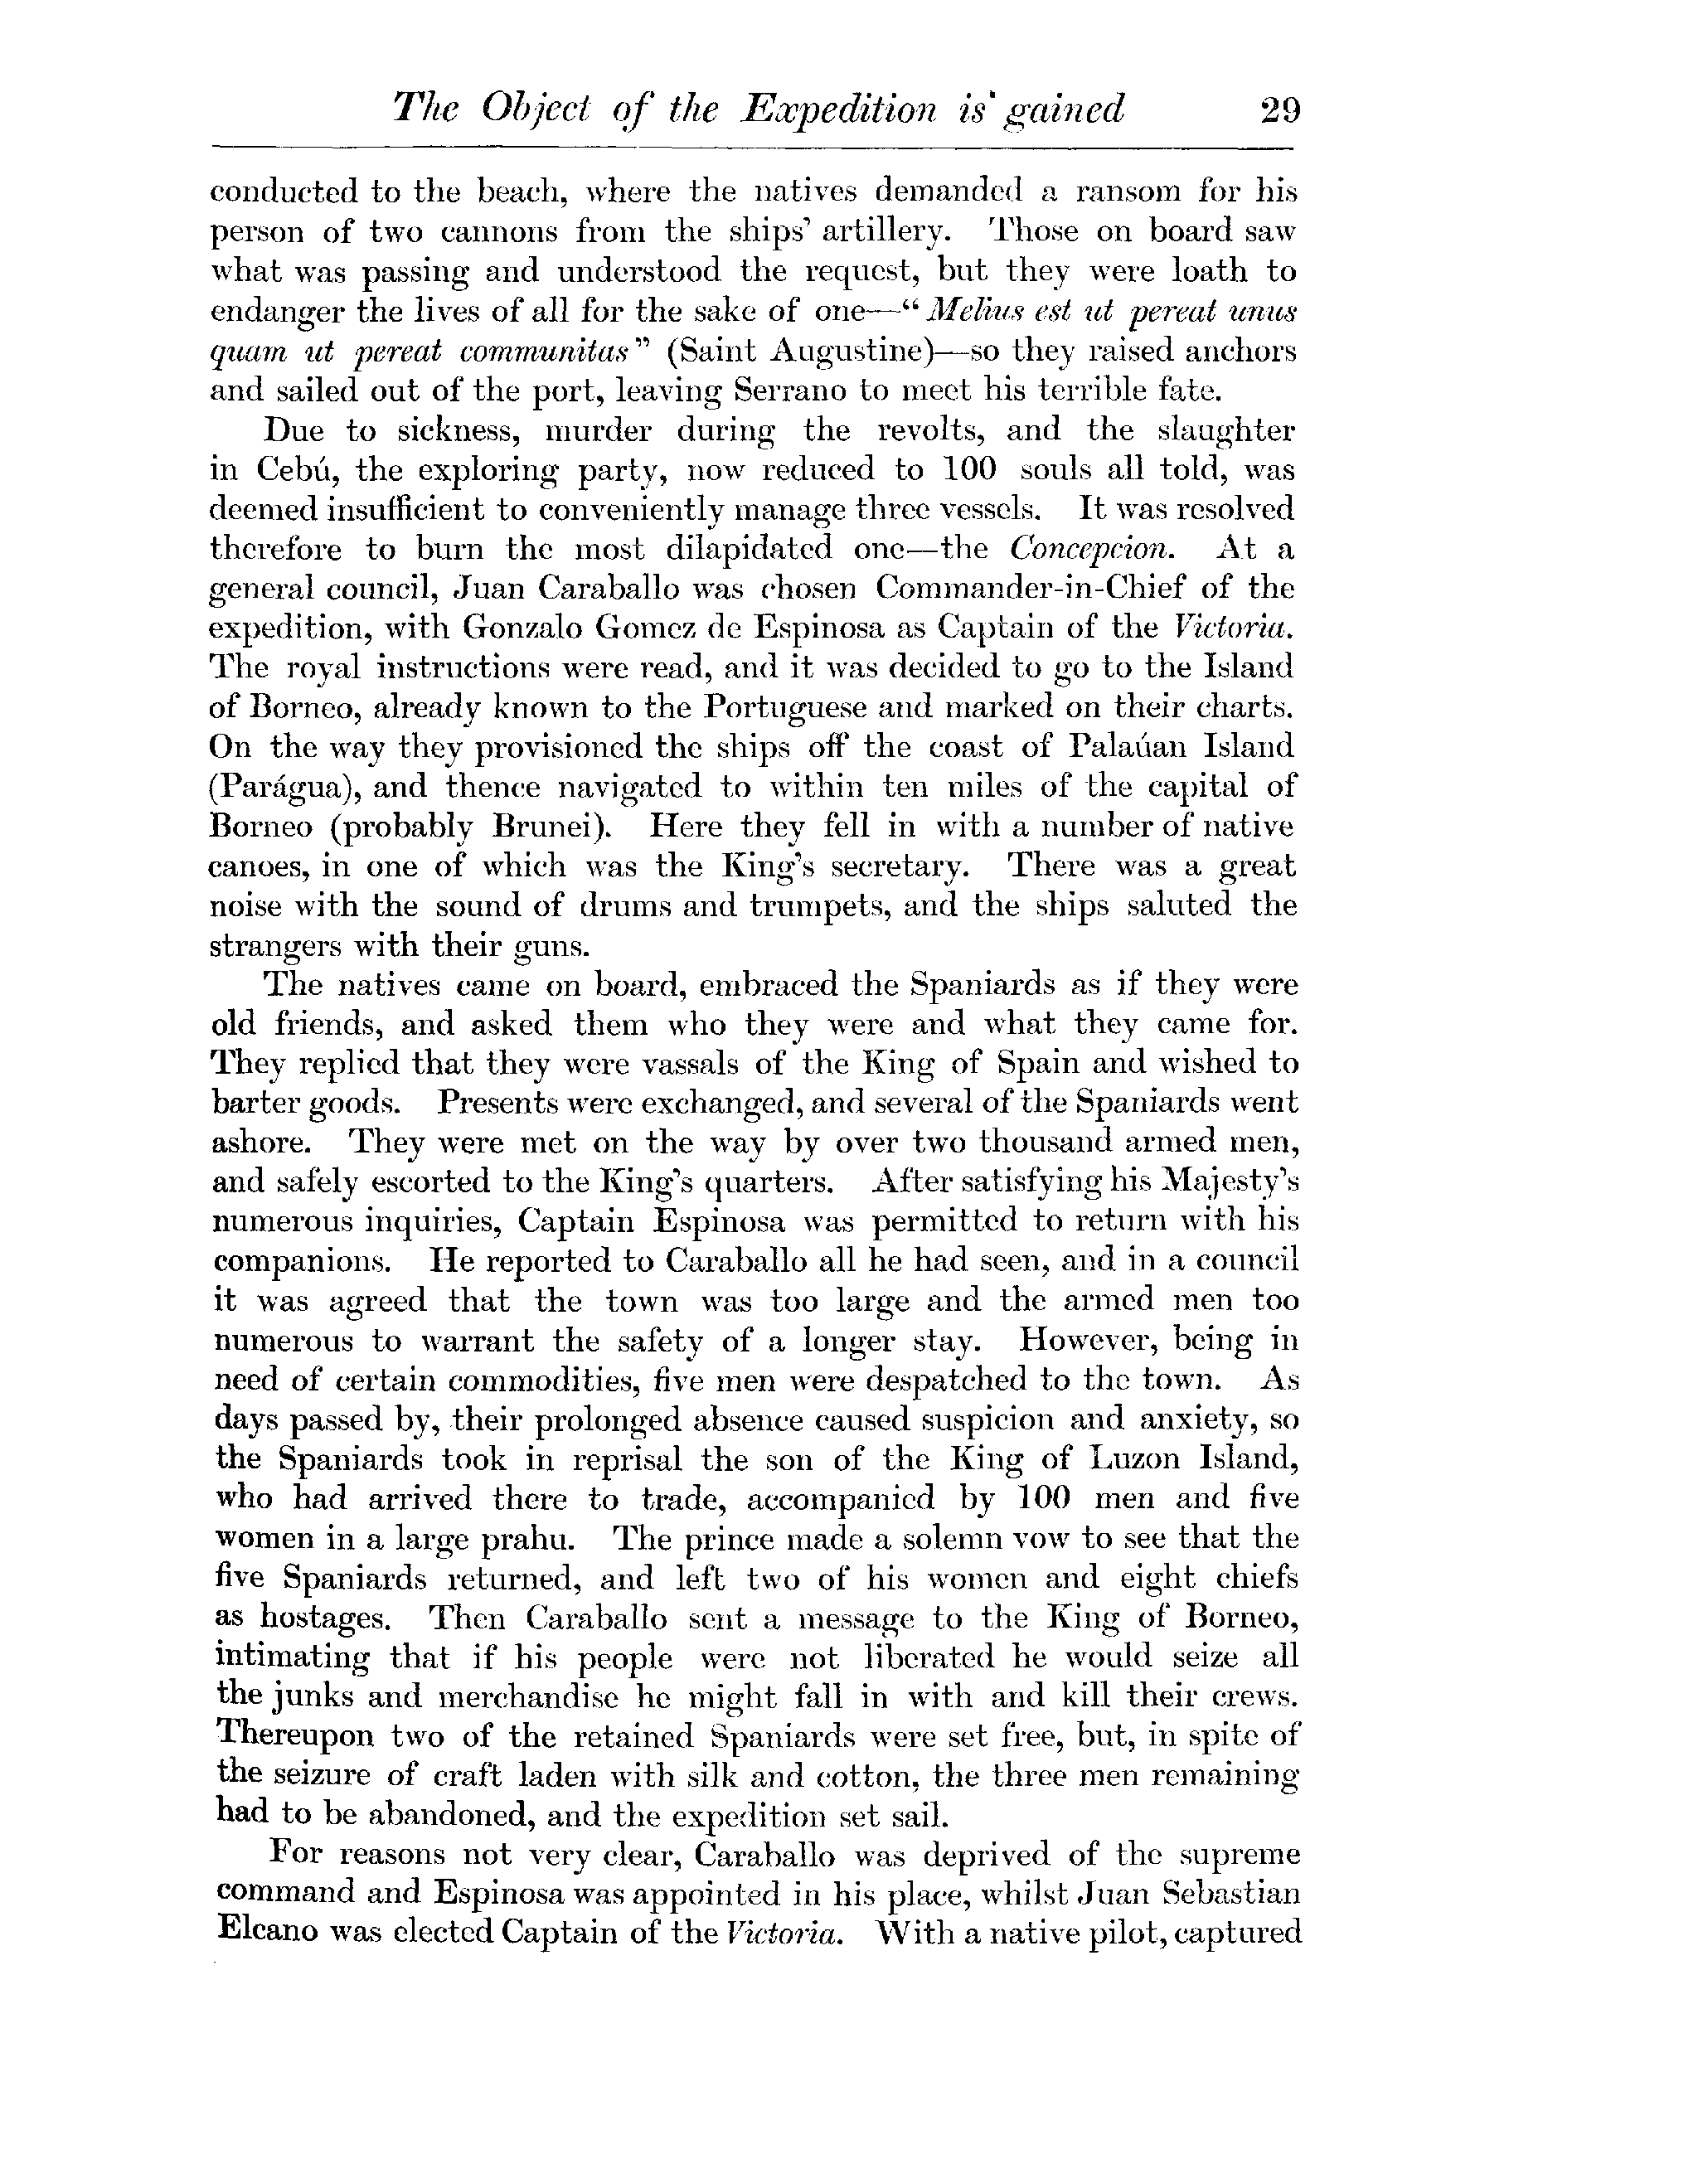 The Object of the Expedition is gained 29
conducted to the beach, where the natives demanded a ransom for his
person of two cannons from the ships' artillery. Those on board saw
what was passing and understood the request, but they were loath to
endanger the lives of all for the sake of one—“Melius est ut pereat unus
quam ut pereat communitas” (Saint Augustine)—so they raised anchors
and sailed out of the port, leaving Serrano to meet his terrible fate.
Due to sickness, murder during the revolts, and the slaughter
in Cebú, the exploring party, now reduced to 100 souls all told, was
deemed insufficient to conveniently manage three vessels. It was resolved
therefore to burn the most dilapidated one—the Concepcion. At a
general council, Juan Caraballo was chosen Commander-in-Chief of the
expedition, with Gonzalo Gomez de Espinosa as Captain of the Victoria.
The royal instructions were read, and it was decided to go to the Island
of Borneo, already known to the Portuguese and marked on their charts.
On the way they provisioned the ships off the coast of Palaúan Island
(Parágua), and thence navigated to within ten miles of the capital of
Borneo (probably Brunei). Here they fell in with a number of native
canoes, in one of which was the King's secretary. There was a great
noise with the sound of drums and trumpets, and the ships saluted the
strangers with their guns.
The natives came on board, embraced the Spaniards as if they were
old friends, and asked them who they were and what they came for.
They replied that they were vassals of the King of Spain and wished to
barter goods. Presents were exchanged, and several of the Spaniards went
ashore. They were met on the way by over two thousand armed men,
and safely escorted to the King's quarters. After satisfying his Majesty's
numerous inquiries, Captain Espinosa was permitted to return with his
companions. He reported to Caraballo all he had seen, and in a council
it was agreed that the town was too large and the armed men too
numerous to warrant the safety of a longer stay. However, being in
need of certain commodities, five men were despatched to the town. As
days passed by, their prolonged absence caused suspicion and anxiety, so
the Spaniards took in reprisal the son of the King of Luzon Island,
who had arrived there to trade, accompanied by 100 men and five
women in a large prahu. The prince made a solemn vow to see that the
five Spaniards returned, and left two of his women and eight chiefs
as hostages. Then Caraballo sent a message to the King of Borneo,
intimating that if his people were not liberated he would seize all
the junks and merchandise he might fall in with and kill their crews.
Thereupon two of the retained Spaniards were set free, but, in spite of
the seizure of craft laden with silk and cotton, the three men remaining
had to be abandoned, and the expedition set sail.
For reasons not very clear, Caraballo was deprived of the supreme
command and Espinosa was appointed in his place, whilst Juan Sebastian
Elcano was elected Captain of the Victoria. With a native pilot, captured